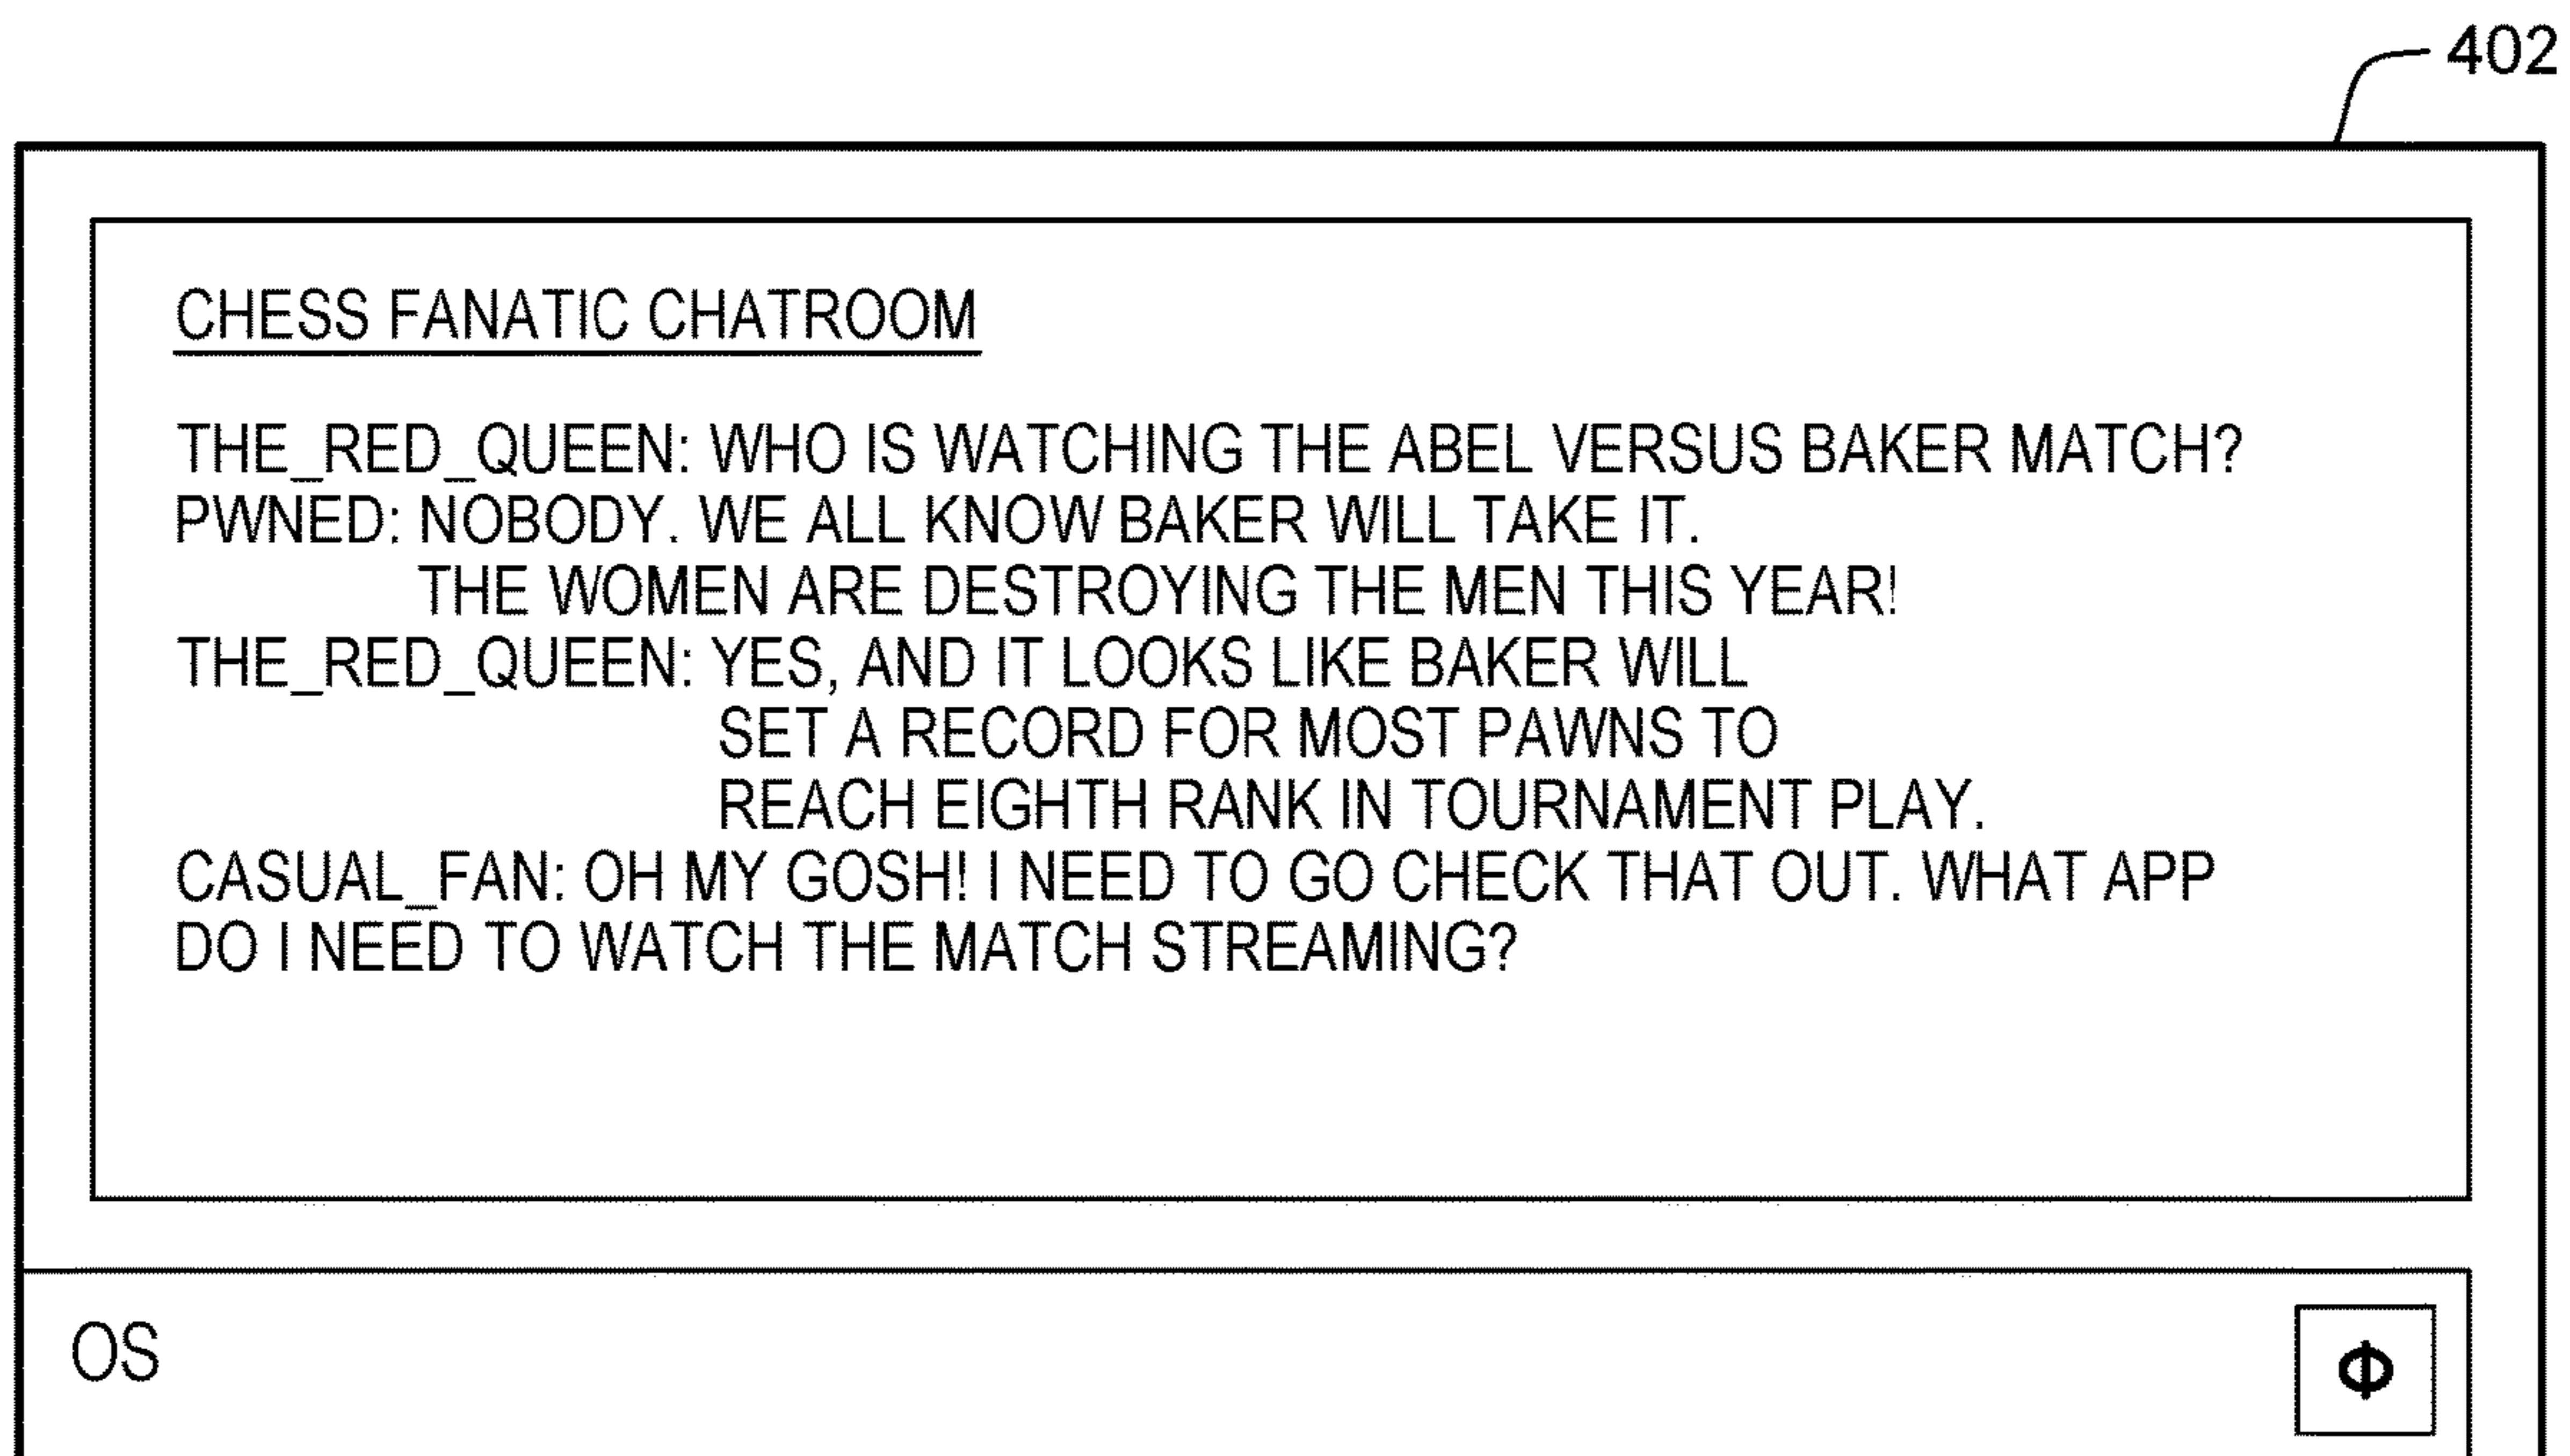 402
CHESS FANATIC CHATROOM
THE_RED_QUEEN: WHO IS WATCHING THE ABEL VERSUS BAKER MATCH?
PWNED: NOBODY. WE ALL KNOW BAKER WILL TAKE IT.
THE WOMEN ARE DESTROYING THE MEN THIS YEAR!
THE_RED_QUEEN: YES, AND IT LOOKS LIKE BAKER WILL
SET A RECORD FOR MOST PAWNS TO
REACH EIGHTH RANK IN TOURNAMENT PLAY.
CASUAL_FAN: OH MY GOSH! I NEED TO GO CHECK THAT OUT. WHAT APP
DO I NEED TO WATCH THE MATCH STREAMING?
OS
Φ